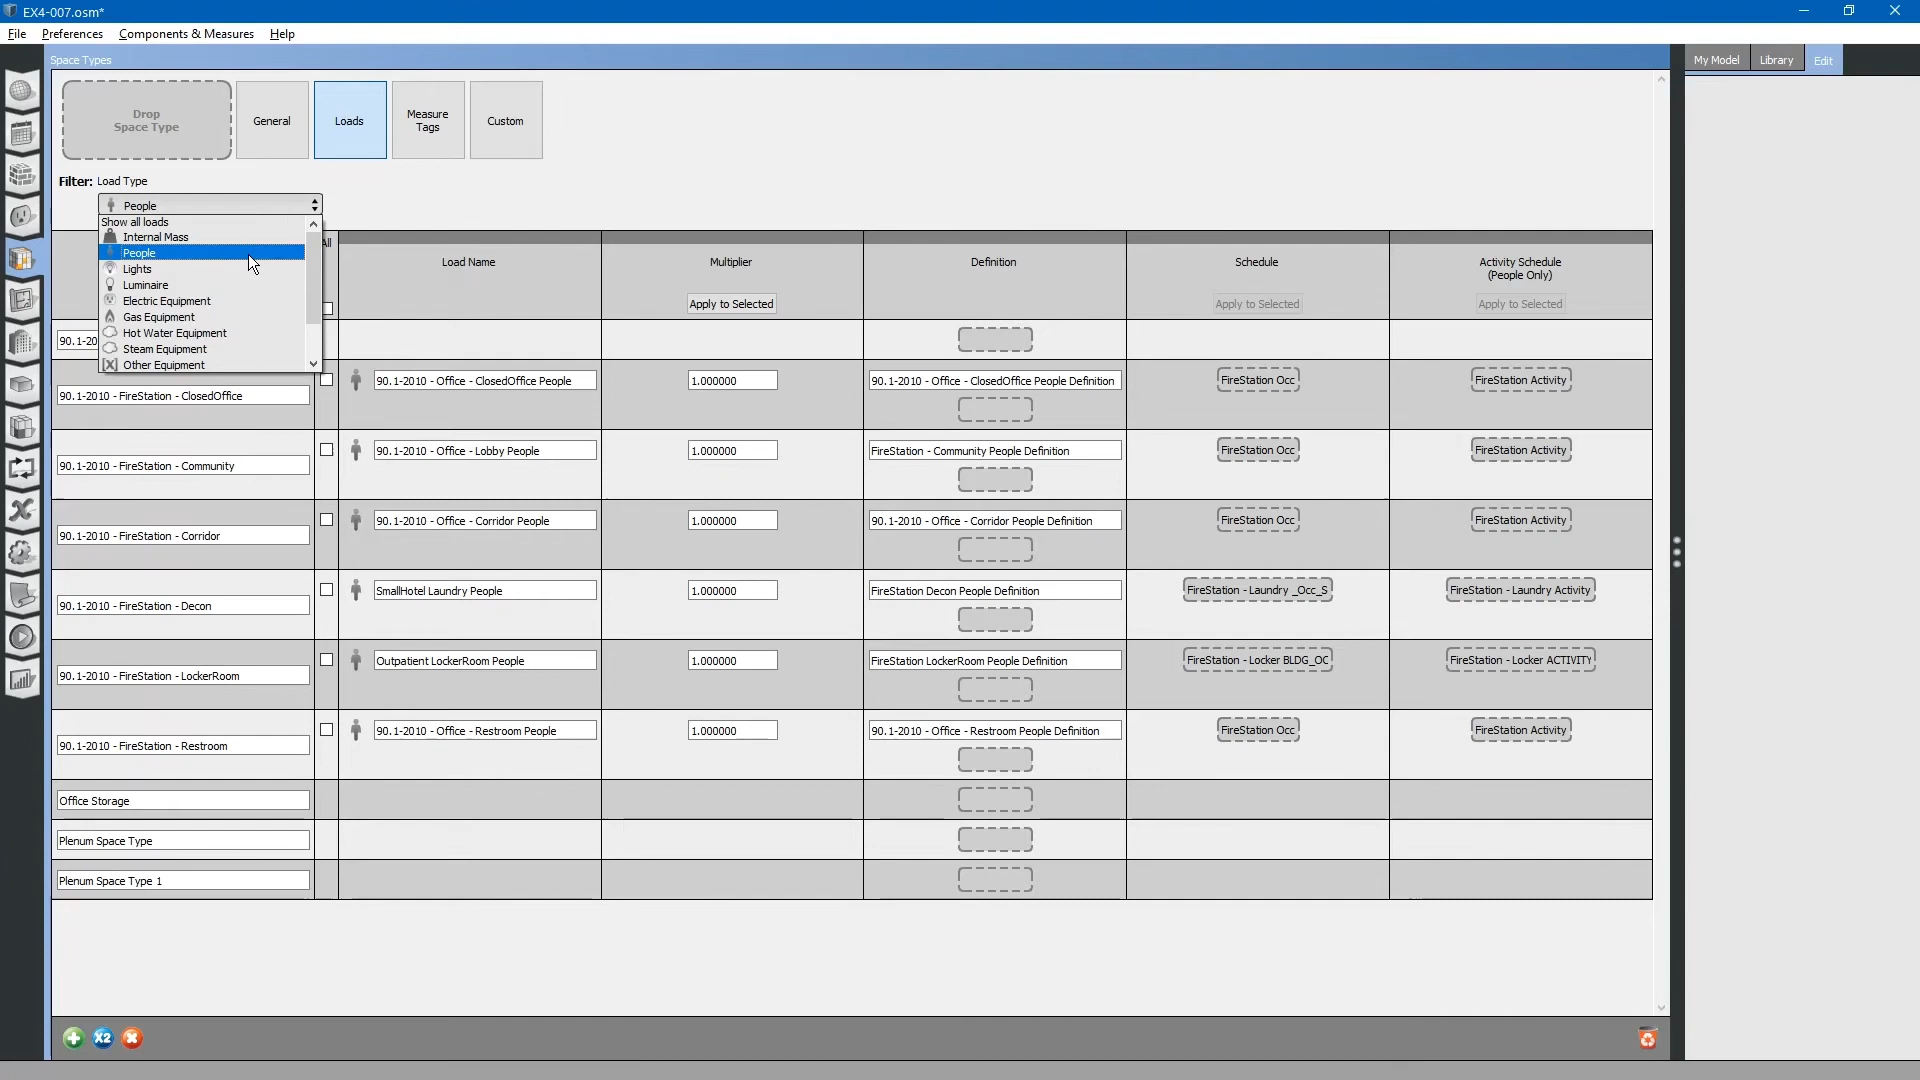 EX4-007.osm*
File Preferences Components & Measures Help
Space Types
My Model Library Edit
Drop
Space Type
General
Loads
Measure
Tags
Custom
Filter: Load Type
People
Show all loads
Internal Mass
People
Lights
Luminaire
Electric Equipment
Gas Equipment
Hot Water Equipment
Steam Equipment
Other Equipment
All
Load Name Multiplier Definition Schedule Activity Schedule
(People Only)
Apply to Selected Apply to Selected Apply to Selected
90.1-20
90.1-2010 - FireStation - ClosedOffice 90.1-2010 - Office - ClosedOffice People 1.000000 90.1-2010 - Office - ClosedOffice People Definition FireStation Occ FireStation Activity
90.1-2010 - FireStation - Community 90.1-2010 - Office - Lobby People 1.000000 FireStation - Community People Definition FireStation Occ FireStation Activity
90.1-2010 - FireStation - Corridor 90.1-2010 - Office - Corridor People 1.000000 90.1-2010 - Office - Corridor People Definition FireStation Occ FireStation Activity
90.1-2010 - FireStation - Decon SmallHotel Laundry People 1.000000 FireStation Decon People Definition FireStation - Laundry _Occ_S FireStation - Laundry Activity
90.1-2010 - FireStation - LockerRoom Outpatient LockerRoom People 1.000000 FireStation LockerRoom People Definition FireStation - Locker BLDG_OC FireStation - Locker ACTIVITY
90.1-2010 - FireStation - Restroom 90.1-2010 - Office - Restroom People 1.000000 90.1-2010 - Office - Restroom People Definition FireStation Occ FireStation Activity
Office Storage
Plenum Space Type
Plenum Space Type 1
X2